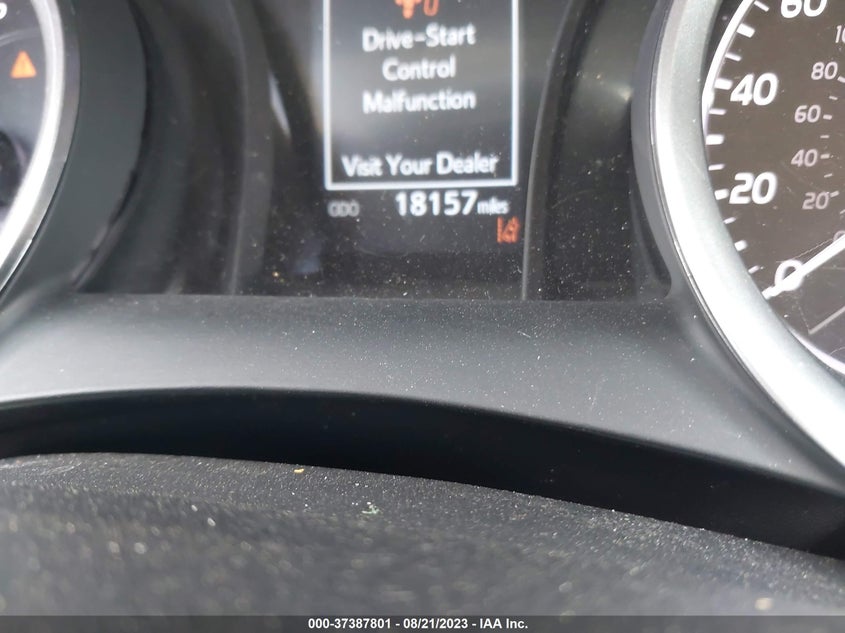 Drive-Start
Control
Malfunction
Visit Your Dealer
ODO 18157 miles
60
40
20
0
80
60
40
20
000-37387801 - 08/21/2023 - IAA Inc.